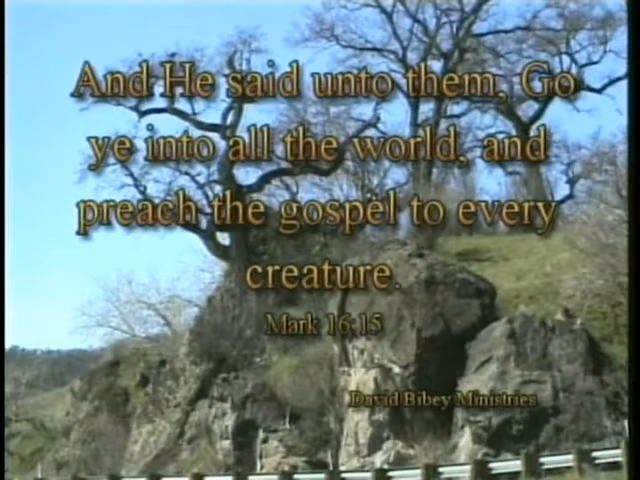 And He said unto them, Go
ye into all the world, and
preach the gospel to every
creature.
Mark 16:15
David Bibey Ministries